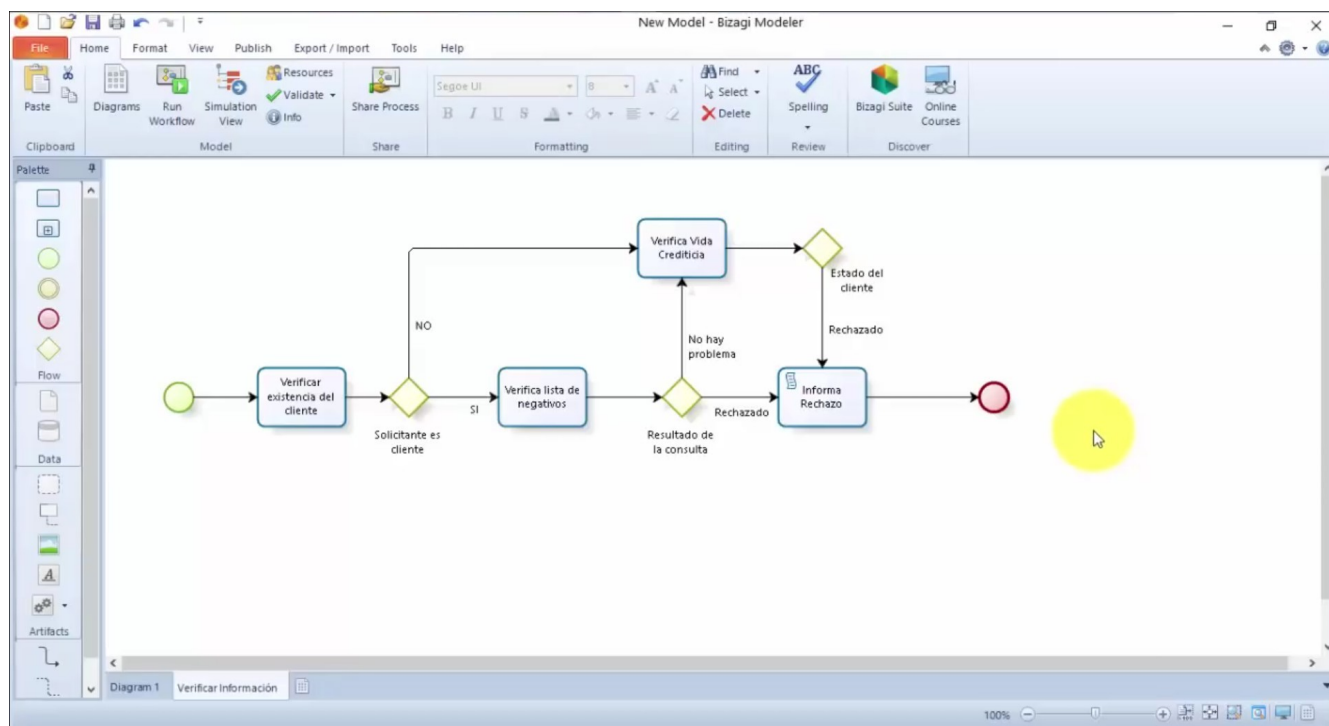 New Model - Bizagi Modeler
File Home Format View Publish Export / Import Tools Help
Paste
Clipboard
Diagrams
Run
Workflow
Simulation
View
Resources
Validate
Info
Model
Share Process
Share
Segoe UI 8 A A
B I U S A
Formatting
Find
Select
Delete
Editing
ABC
Spelling
Review
Bizagi Suite
Online
Courses
Discover
Palette
Flow
Data
A
Artifacts
Verifica Vida
Crediticia
Estado del
cliente
NO
No hay
problema
Rechazado
Verificar
existencia del
cliente
Solicitante es
cliente
SI
Verifica lista de
negativos
Resultado de
la consulta
Rechazado
Informa
Rechazo
Diagram 1 Verificar Información
100%